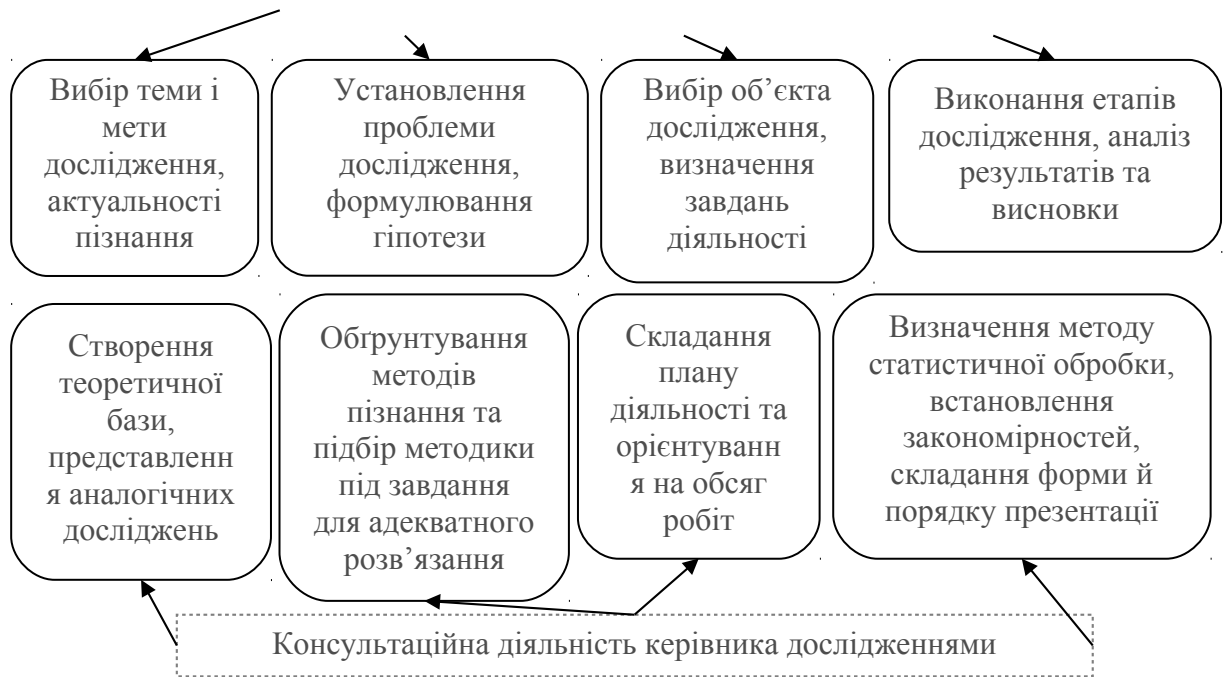 Вибір теми і
мети
дослідження,
актуальності
пізнання
Установлення
проблеми
дослідження,
формулювання
гіпотези
Вибір об’єкта
дослідження,
визначення
завдань
діяльності
Виконання етапів
дослідження, аналіз
результатів та
висновки
Створення
теоретичної
бази,
представленн
я аналогічних
досліджень
Обґрунтування
методів
пізнання та
підбір методики
під завдання
для адекватного
розв’язання
Складання
плану
діяльності та
орієнтуванн
я на обсяг
робіт
Визначення методу
статистичної обробки,
встановлення
закономірностей,
складання форми й
порядку презентації
Консультаційна діяльність керівника дослідженнями